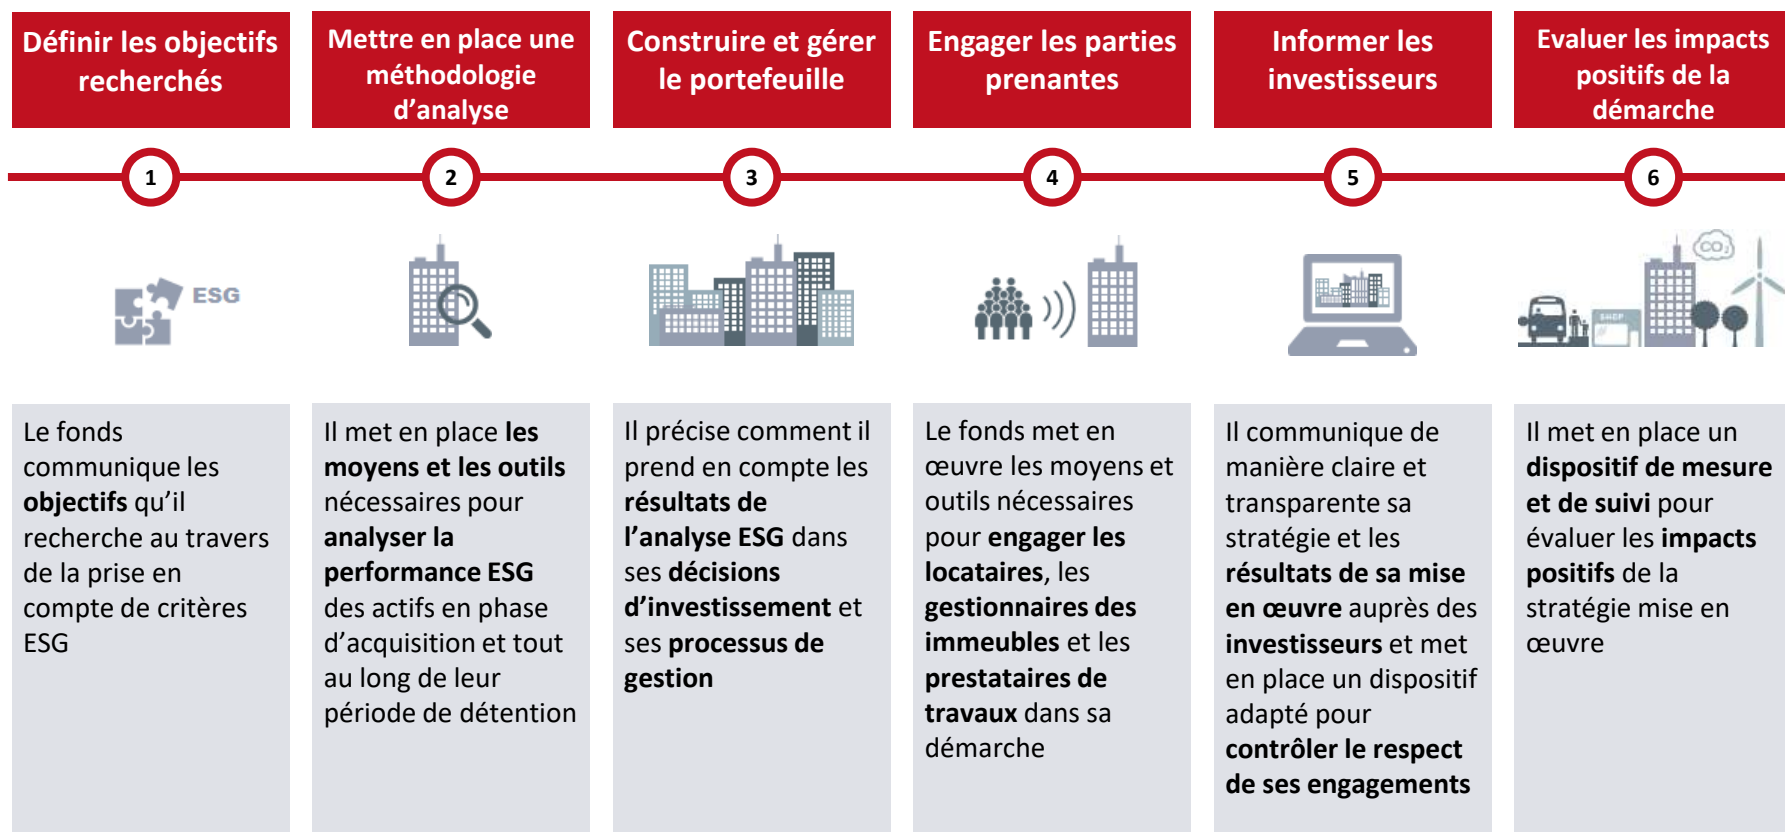 Définir les objectifs
recherchés
Mettre en place une
méthodologie
d’analyse
Construire et gérer
le portefeuille
Engager les parties
prenantes
Informer les
investisseurs
Evaluer les impacts
positifs de la
démarche
1
2
3
4
5
6
ESG
CO2
SHOP
Le fonds
communique les
objectifs qu’il
recherche au travers
de la prise en
compte de critères
ESG
Il met en place les
moyens et les outils
nécessaires pour
analyser la
performance ESG
des actifs en phase
d’acquisition et tout
au long de leur
période de détention
Il précise comment il
prend en compte les
résultats de
l’analyse ESG dans
ses décisions
d’investissement et
ses processus de
gestion
Le fonds met en
œuvre les moyens et
outils nécessaires
pour engager les
locataires, les
gestionnaires des
immeubles et les
prestataires de
travaux dans sa
démarche
Il communique de
manière claire et
transparente sa
stratégie et les
résultats de sa mise
en œuvre auprès des
investisseurs et met
en place un dispositif
adapté pour
contrôler le respect
de ses engagements
Il met en place un
dispositif de mesure
et de suivi pour
évaluer les impacts
positifs de la
stratégie mise en
œuvre